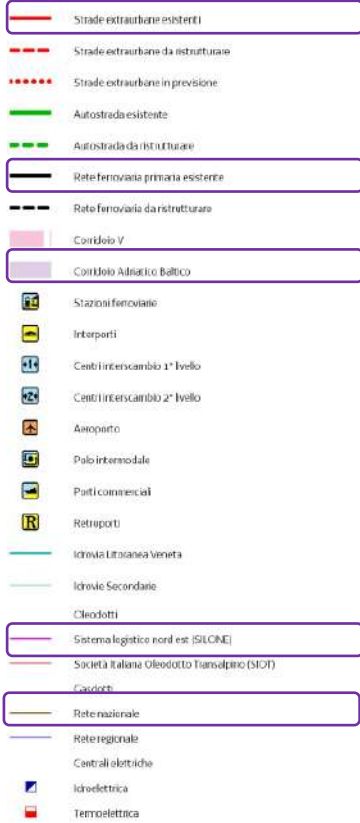 Strade extraurbane esistenti
Strade extraurbane da ristrutturare
Strade extraurbane in previsione
Autostrada esistente
Autostrada da ristrutturare
Rete ferroviaria primaria esistente
Rete ferroviaria da ristrutturare
Corridoio V
Corridoio Adriatico Baltico
Stazioni ferroviarie
Interporti
1 Centri interscambio 1° livello
2 Centri interscambio 2° livello
Aeroporto
Polo intermodale
Porti commerciali
R Retroporti
Idrovia Litoranea Veneta
Idrovie Secondarie
Oleodotti
Sistema logistico nord est (SILONE)
Società Italiana Oleodotto Transalpino (SIOT)
Gasdotti
Rete nazionale
Rete regionale
Centrali elettriche
Idroelettrica
Termoelettrica